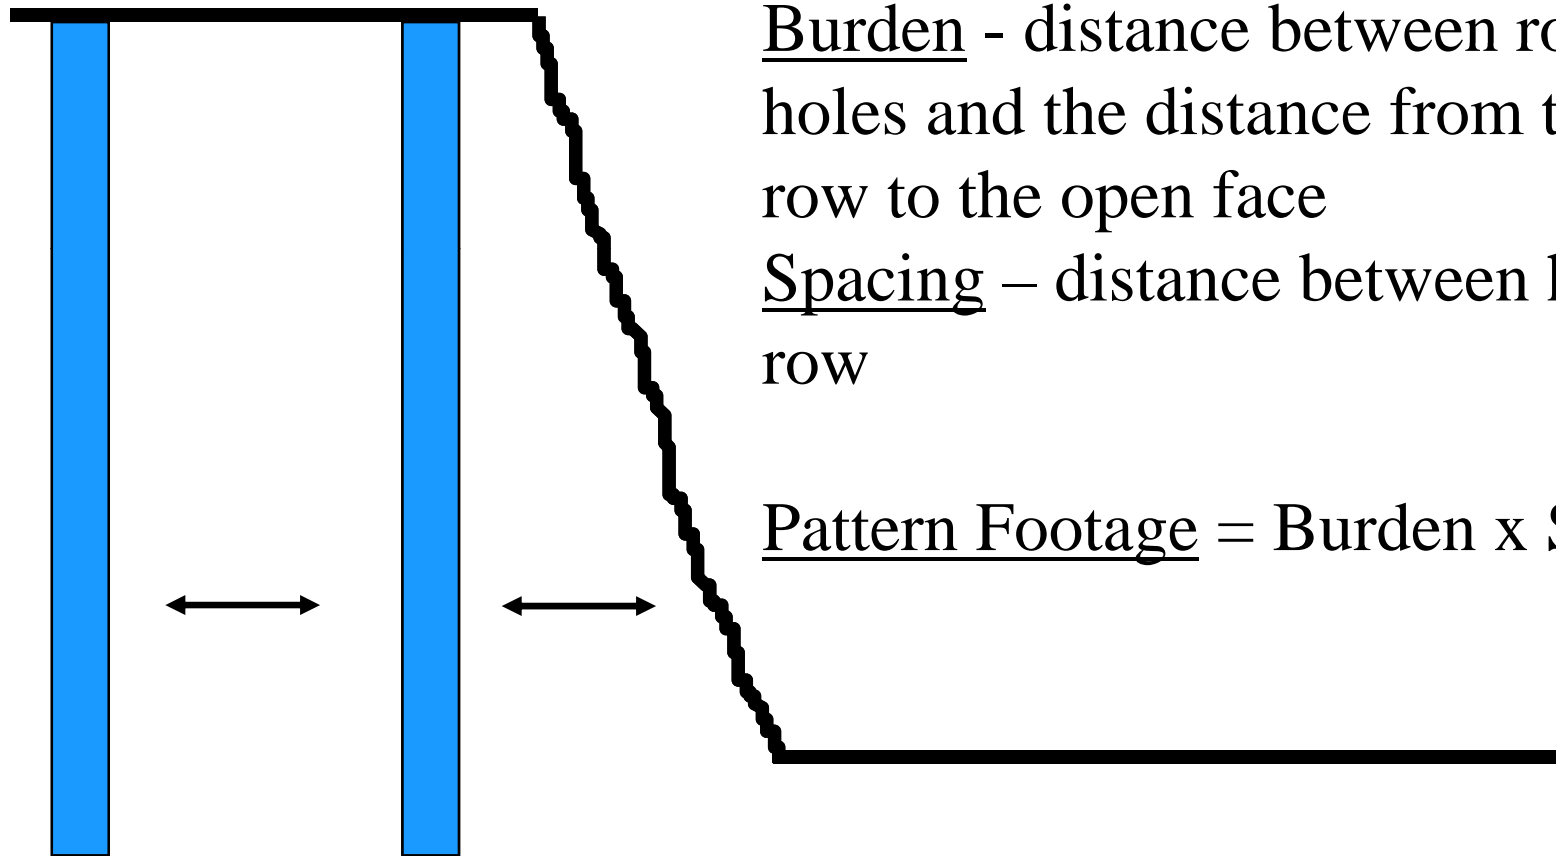 Burden - distance between
holes and the distance from
row to the open face
Spacing – distance between
row
Pattern Footage = Burden x